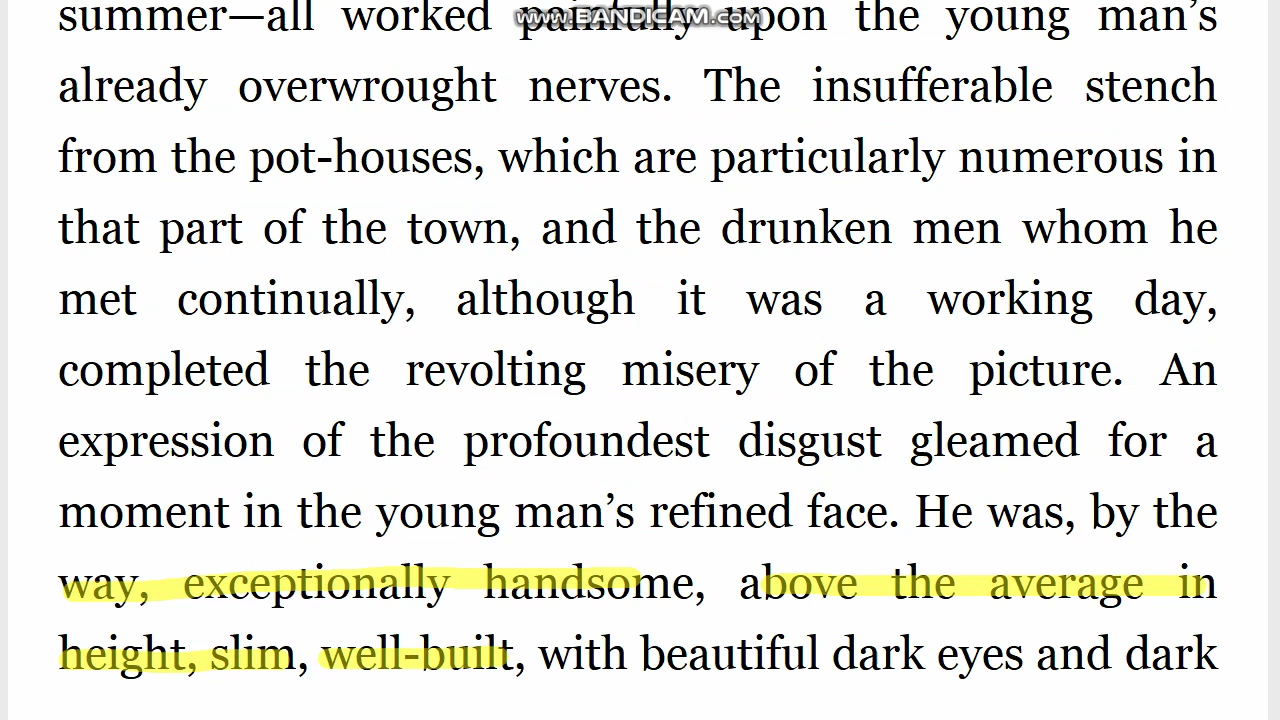 www.BANDICAM.com
summer—all worked painfully upon the young man’s
already overwrought nerves. The insufferable stench
from the pot-houses, which are particularly numerous in
that part of the town, and the drunken men whom he
met continually, although it was a working day,
completed the revolting misery of the picture. An
expression of the profoundest disgust gleamed for a
moment in the young man’s refined face. He was, by the
way, exceptionally handsome, above the average in
height, slim, well-built, with beautiful dark eyes and dark